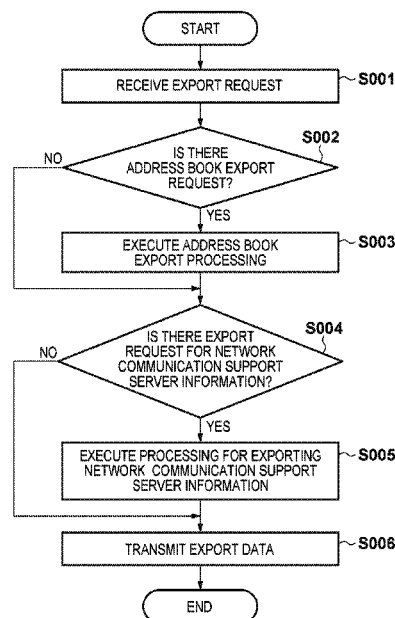 START
RECEIVE EXPORT REQUEST
S001
S002
IS THERE
ADDRESS BOOK EXPORT
REQUEST?
NO
YES
EXECUTE ADDRESS BOOK
EXPORT PROCESSING
S003
S004
IS THERE EXPORT
REQUEST FOR NETWORK
COMMUNICATION SUPPORT
SERVER INFORMATION?
NO
YES
EXECUTE PROCESSING FOR EXPORTING
NETWORK COMMUNICATION SUPPORT
SERVER INFORMATION
S005
TRANSMIT EXPORT DATA
S006
END